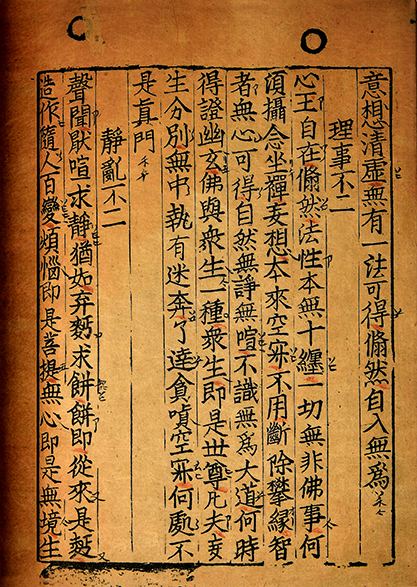 意想清虛無有一法可得翛然自入無爲
理事不二
心王自在翛然法性本無十纏一切無非佛事何
湏攝念坐禪妄想本來空寂不用斷除攀緣智
者無心可得自然無諍無喧不識無爲大道何時
得證幽玄佛與衆生一種衆生即是世尊凡夫妄
生分別無中執有迷奔了達貪嗔空寂何處不
是眞門
靜亂不二
聲聞猒喧求靜猶如弃麪求餅餅即從來是麪
造作隨人百變煩惱即是菩提無心即是無境生